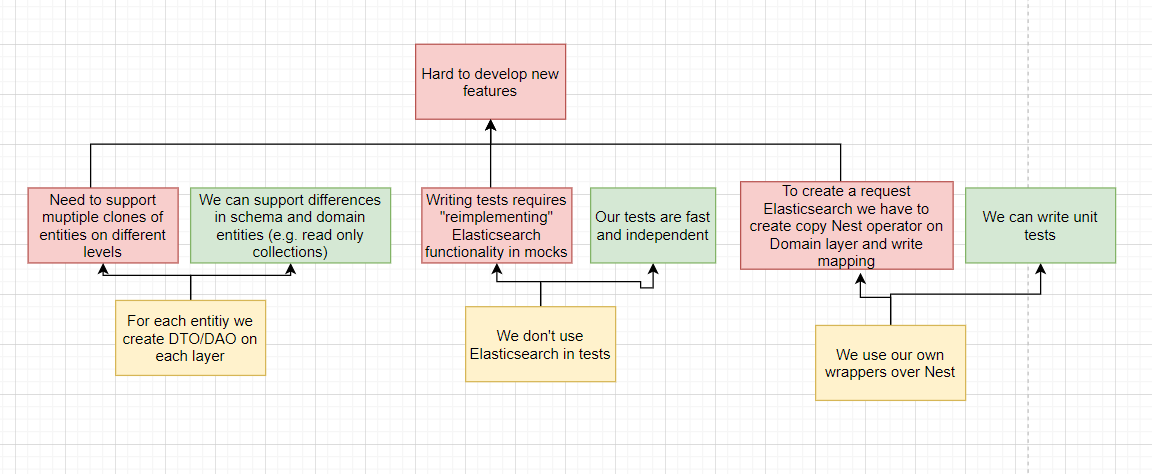 Hard to develop new
features
Need to support
muptiple clones of
entities on different
levels
We can support differences
in schema and domain
entities (e.g. read only
collections)
Writing tests requires
"reimplementing"
Elasticsearch
functionality in mocks
Our tests are fast
and independent
To create a request
Elasticsearch we have to
create copy Nest operator on
Domain layer and write
mapping
We can write unit
tests
For each entitiy we
create DTO/DAO on
each layer
We don't use
Elasticsearch in tests
We use our own
wrappers over Nest